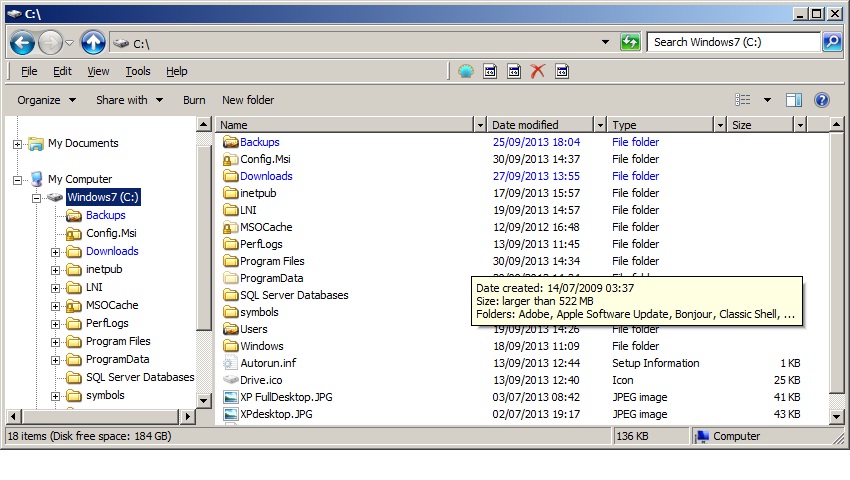 C:\
C:\
Search Windows7 (C:)
File Edit View Tools Help
Organize Share with Burn New folder
My Documents
My Computer
Windows7 (C:)
Backups
Config.Msi
Downloads
inetpub
LNI
MSOCache
PerfLogs
Program Files
ProgramData
SQL Server Databases
symbols
Name Date modified Type Size
Backups 25/09/2013 18:04 File folder
Config.Msi 30/09/2013 14:37 File folder
Downloads 27/09/2013 13:55 File folder
inetpub 17/09/2013 15:57 File folder
LNI 19/09/2013 14:57 File folder
MSOCache 12/09/2012 16:48 File folder
PerfLogs 13/09/2013 11:45 File folder
Program Files 30/09/2013 14:34 File folder
ProgramData
SQL Server Databases
symbols
Users 19/09/2013 14:26 File folder
Windows 18/09/2013 11:09 File folder
Autorun.inf 13/09/2013 12:44 Setup Information 1 KB
Drive.ico 13/09/2013 12:40 Icon 25 KB
XP FullDesktop.JPG 03/07/2013 08:42 JPEG image 41 KB
XPdesktop.JPG 02/07/2013 19:17 JPEG image 43 KB
Date created: 14/07/2009 03:37
Size: larger than 522 MB
Folders: Adobe, Apple Software Update, Bonjour, Classic Shell, ...
18 items (Disk free space: 184 GB) 136 KB Computer